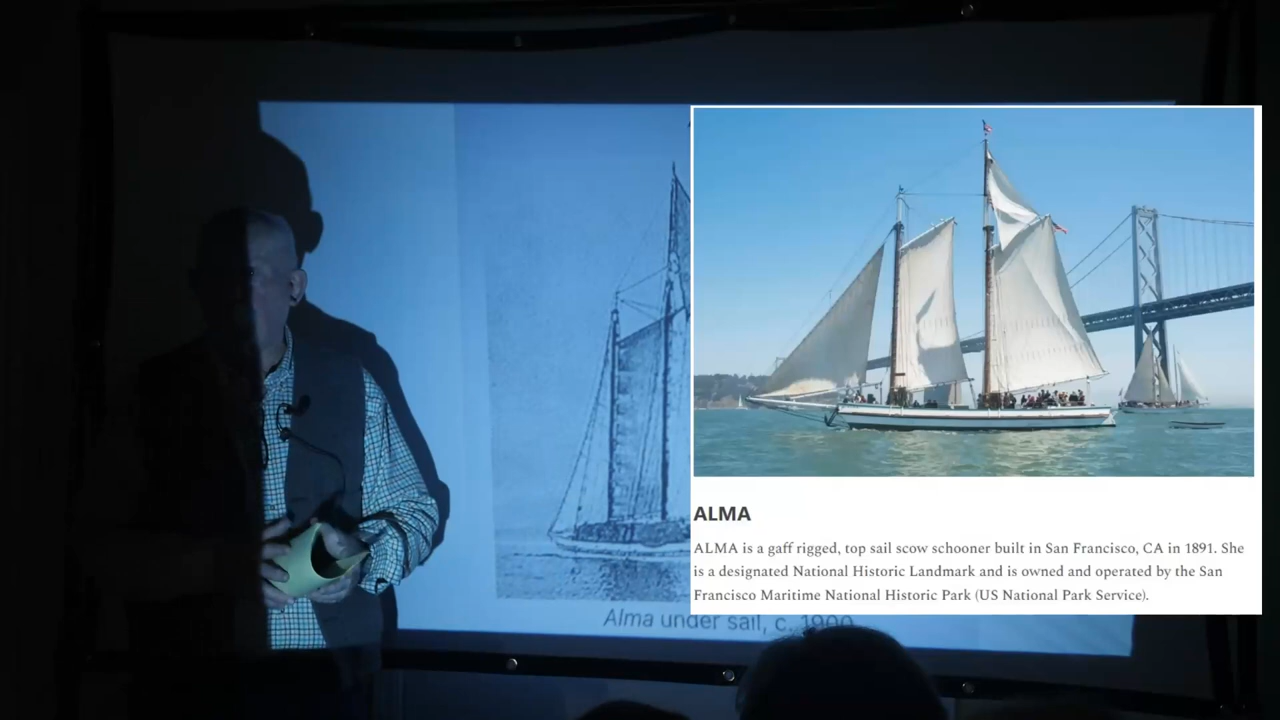 ALMA
ALMA is a gaff rigged, top sail scow schooner built in San Francisco, CA in 1891. She
is a designated National Historic Landmark and is owned and operated by the San
Francisco Maritime National Historic Park (US National Park Service).
Alma under sail, c. 1900